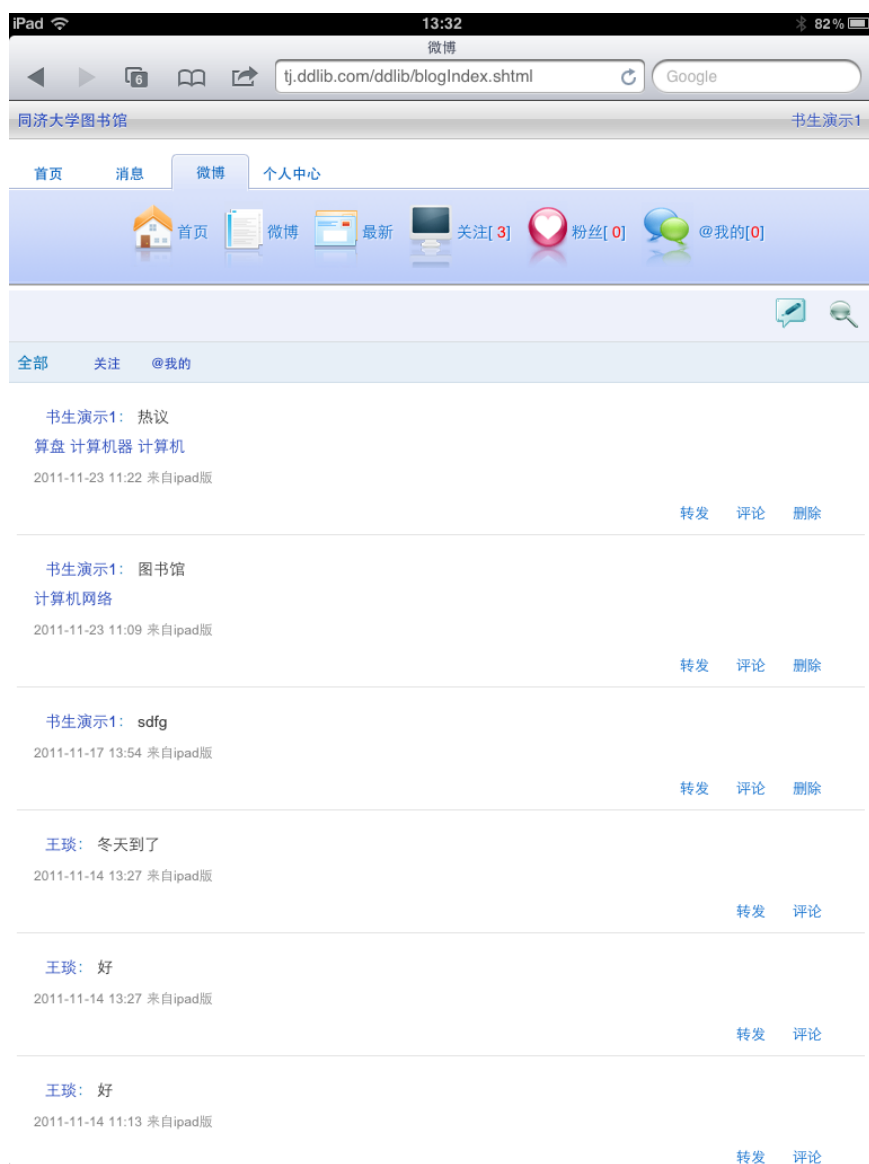 iPad 13:32 82%
微博
6 tj.ddlib.com/ddlib/blogIndex.shtml Google
同济大学图书馆 书生演示1
首页 消息 微博 个人中心
首页 微博 最新 关注[ 3] 粉丝[ 0] @我的[0]
全部 关注 @我的
书生演示1： 热议
算盘 计算机器 计算机
2011-11-23 11:22 来自ipad版
转发 评论 删除
书生演示1： 图书馆
计算机网络
2011-11-23 11:09 来自ipad版
转发 评论 删除
书生演示1： sdfg
2011-11-17 13:54 来自ipad版
转发 评论 删除
王琰： 冬天到了
2011-11-14 13:27 来自ipad版
转发 评论
王琰： 好
2011-11-14 13:27 来自ipad版
转发 评论
王琰： 好
2011-11-14 11:13 来自ipad版
转发 评论